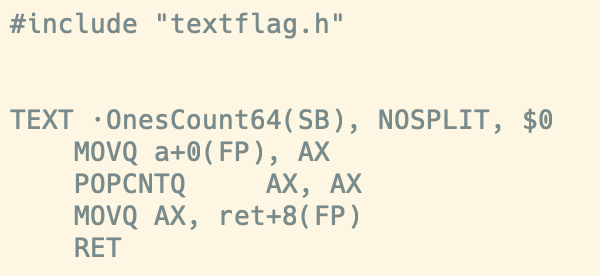 #include "textflag.h"
TEXT ·OnesCount64(SB), NOSPLIT, $0
MOVQ a+0(FP), AX
POPCNTQ AX, AX
MOVQ AX, ret+8(FP)
RET